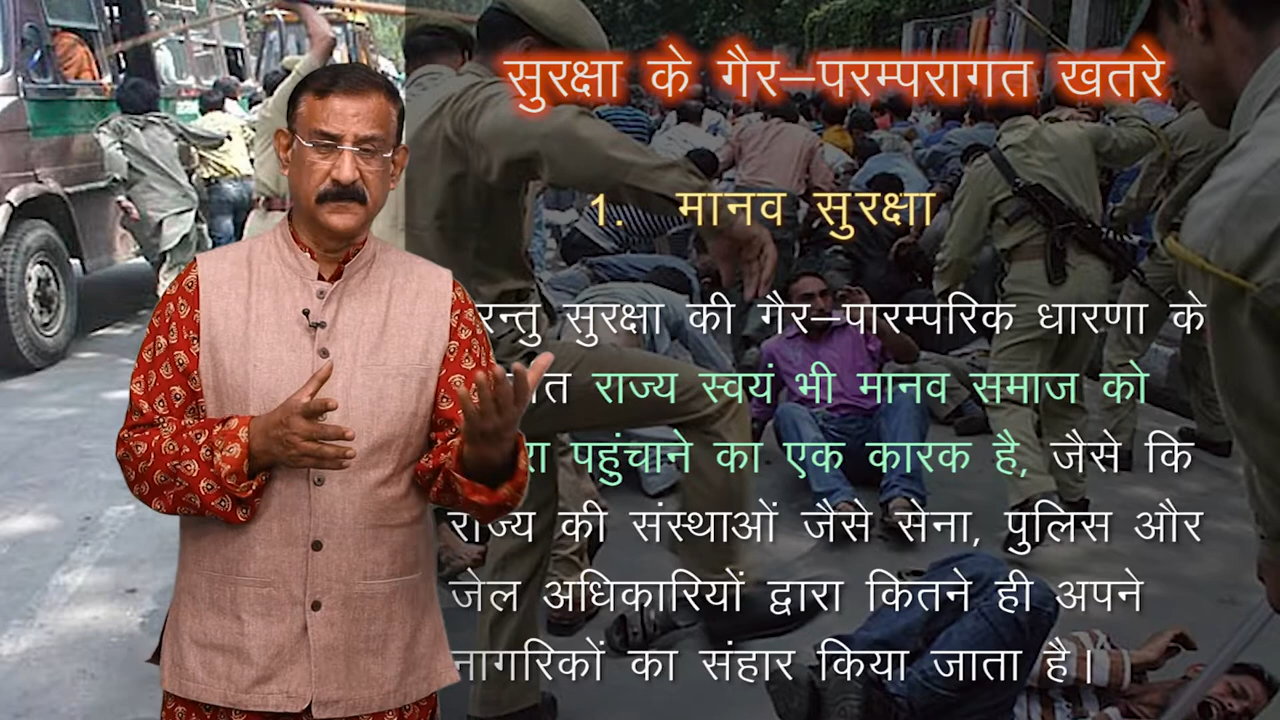 सुरक्षा के गैर–परम्परागत खतरे
1. मानव सुरक्षा
सुरक्षा की गैर–पारम्परिक धारणा के
राज्य स्वयं भी मानव समाज को
पहुंचाने का एक कारक है, जैसे कि
राज्य की संस्थाओं जैसे सेना, पुलिस और
जेल अधिकारियों द्वारा कितने ही अपने
नागरिकों का संहार किया जाता है।